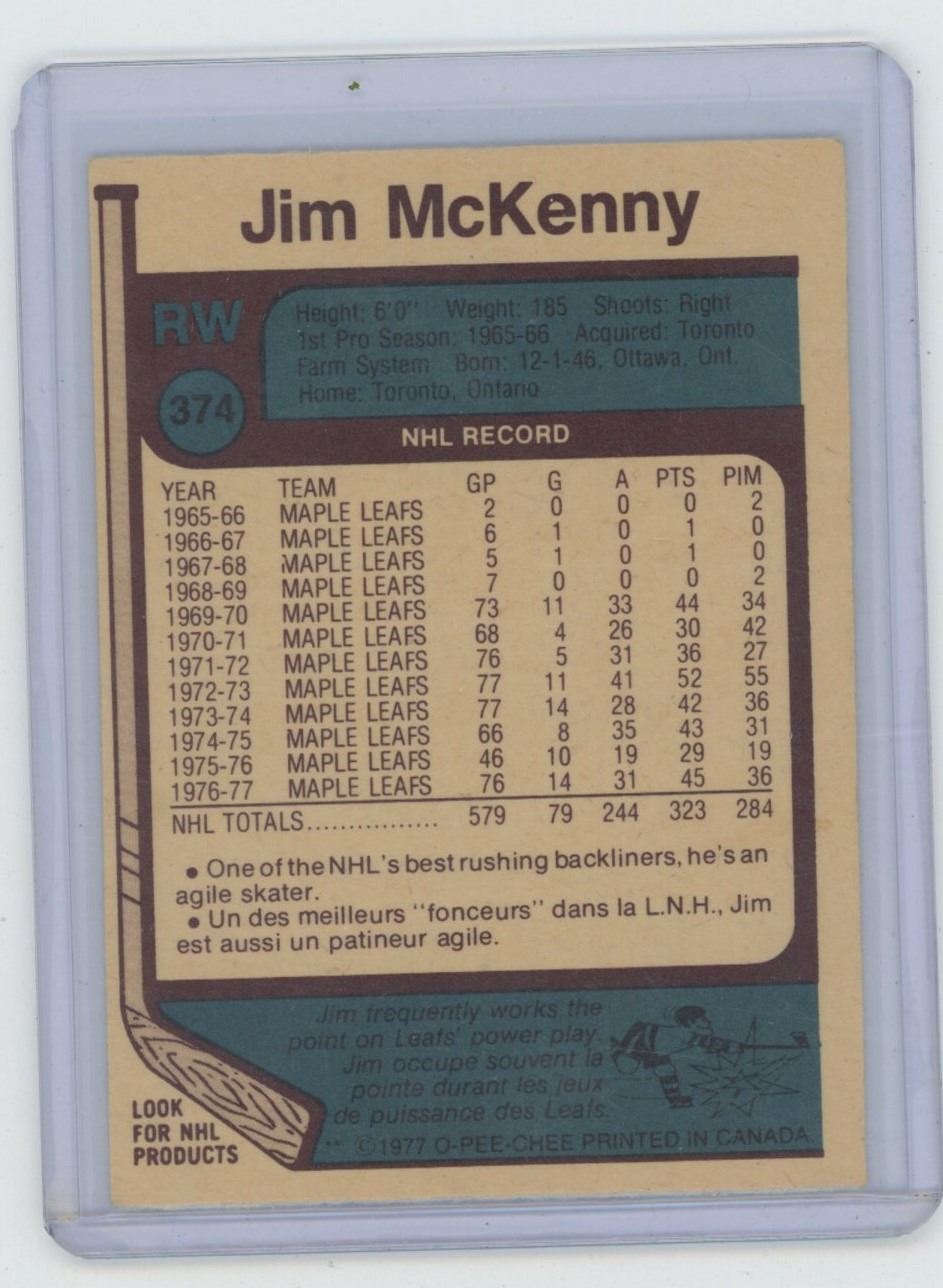 Jim McKenny
RW
374
Height: 6'0'' Weight: 185 Shoots: Right
1st Pro Season: 1965-66 Acquired: Toronto
Farm System Born: 12-1-46, Ottawa, Ont.
Home: Toronto, Ontario
NHL RECORD
YEAR TEAM GP G A PTS PIM
1965-66 MAPLE LEAFS 2 0 0 0 2
1966-67 MAPLE LEAFS 6 1 0 1 0
1967-68 MAPLE LEAFS 5 1 0 1 0
1968-69 MAPLE LEAFS 7 0 0 0 2
1969-70 MAPLE LEAFS 73 11 33 44 34
1970-71 MAPLE LEAFS 68 4 26 30 42
1971-72 MAPLE LEAFS 76 5 31 36 27
1972-73 MAPLE LEAFS 77 11 41 52 55
1973-74 MAPLE LEAFS 77 14 28 42 36
1974-75 MAPLE LEAFS 66 8 35 43 31
1975-76 MAPLE LEAFS 46 10 19 29 19
1976-77 MAPLE LEAFS 76 14 31 45 36
NHL TOTALS................ 579 79 244 323 284
• One of the NHL's best rushing backliners, he's an
agile skater.
• Un des meilleurs ''fonceurs'' dans la L.N.H., Jim
est aussi un patineur agile.
Jim frequently works the
point on Leafs' power play.
Jim occupe souvent la
pointe durant les jeux
de puissance des Leafs.
LOOK
FOR NHL
PRODUCTS
** ©1977 O-PEE-CHEE PRINTED IN CANADA.